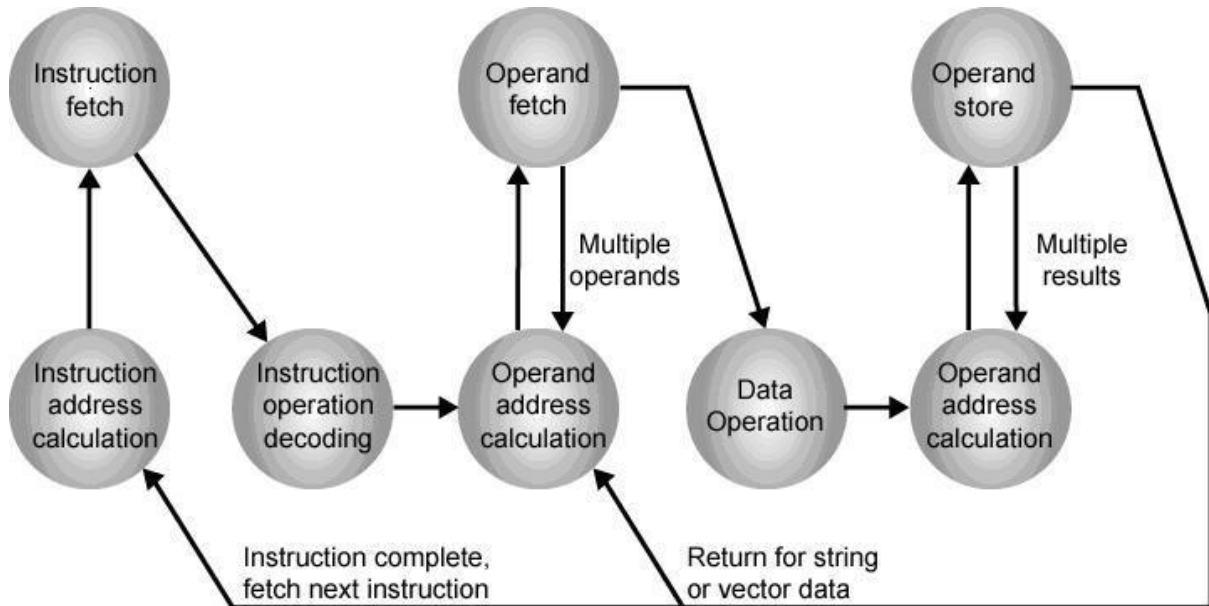 Instruction
fetch
Operand
fetch
Operand
store
Multiple
operands
Multiple
results
Instruction
address
calculation
Instruction
operation
decoding
Operand
address
calculation
Data
Operation
Operand
address
calculation
Instruction complete,
fetch next instruction
Return for string
or vector data